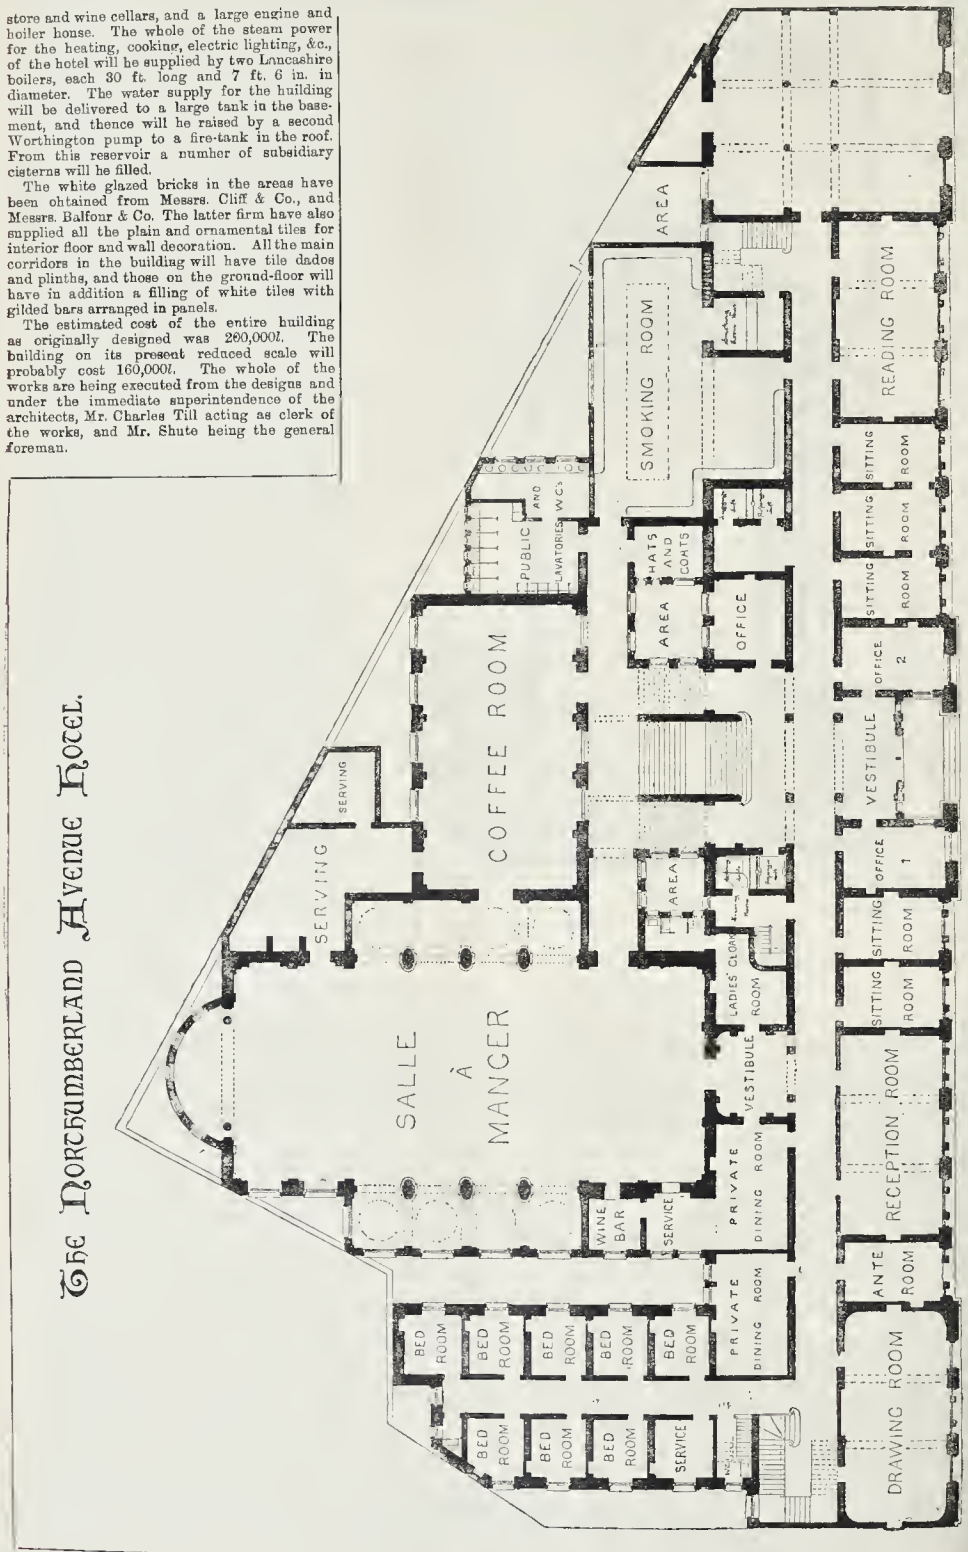 store and wine cellars, and a large engine and
boiler house. The whole of the steam power
for the heating, cooking, electric lighting, &c.,
of the hotel will be supplied by two Lancashire
boilers, each 30 ft. long and 7 ft. 6 in. in
diameter. The water supply for the building
will be delivered to a large tank in the base-
ment, and thence will be raised by a second
Worthington pump to a fire-tank in the roof.
From this reservoir a number of subsidiary
cisterns will be filled.
The white glazed bricks in the areas have
been obtained from Messrs. Cliff & Co., and
Messrs. Balfour & Co. The latter firm have also
supplied all the plain and ornamental tiles for
interior floor and wall decoration. All the main
corridors in the building will have tile dados
and plinths, and those on the ground-floor will
have in addition a filling of white tiles with
gilded bars arranged in panels.
The estimated cost of the entire building
as originally designed was 200,000l. The
building on its present reduced scale will
probably cost 160,000l. The whole of the
works are being executed from the designs and
under the immediate superintendence of the
architects, Mr. Charles Till acting as clerk of
the works, and Mr. Shute being the general
foreman.
THE NORTHUMBERLAND AVENUE HOTEL.
AREA
SMOKING ROOM
READING ROOM
PUBLIC
LAVATORIES
AND
WC's
HATS
AND
COATS
AREA
OFFICE
SITTING
ROOM
SITTING
ROOM
SITTING
ROOM
OFFICE
2
VESTIBULE
OFFICE
1
SERVING
SERVING
COFFEE ROOM
AREA
LADIES' CLOAK
ROOM
SITTING
ROOM
SITTING
ROOM
SALLE
À
MANGER
VESTIBULE
RECEPTION ROOM
WINE
BAR
SERVICE
PRIVATE
DINING ROOM
PRIVATE
DINING ROOM
ANTE
ROOM
BED
ROOM
BED
ROOM
BED
ROOM
BED
ROOM
BED
ROOM
BED
ROOM
BED
ROOM
BED
ROOM
SERVICE
DRAWING ROOM